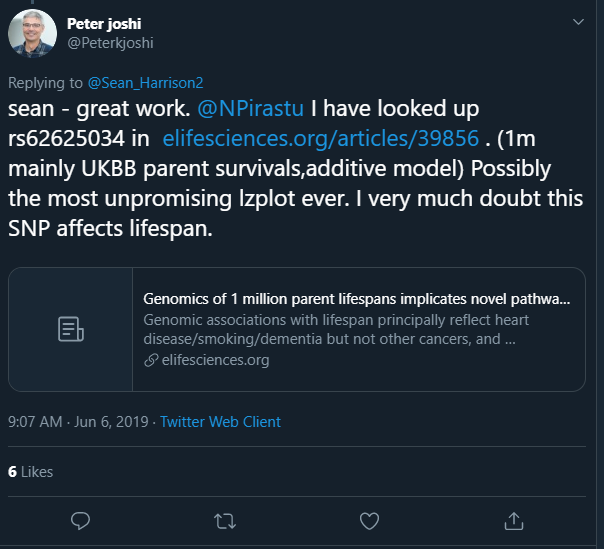 Peter joshi
@Peterkjoshi
Replying to @Sean_Harrison2
sean - great work. @NPirastu I have looked up
rs62625034 in elifesciences.org/articles/39856 . (1m
mainly UKBB parent survivals,additive model) Possibly
the most unpromising lzplot ever. I very much doubt this
SNP affects lifespan.
Genomics of 1 million parent lifespans implicates novel pathwa...
Genomic associations with lifespan principally reflect heart
disease/smoking/dementia but not other cancers, and ...
elifesciences.org
9:07 AM · Jun 6, 2019 · Twitter Web Client
6 Likes